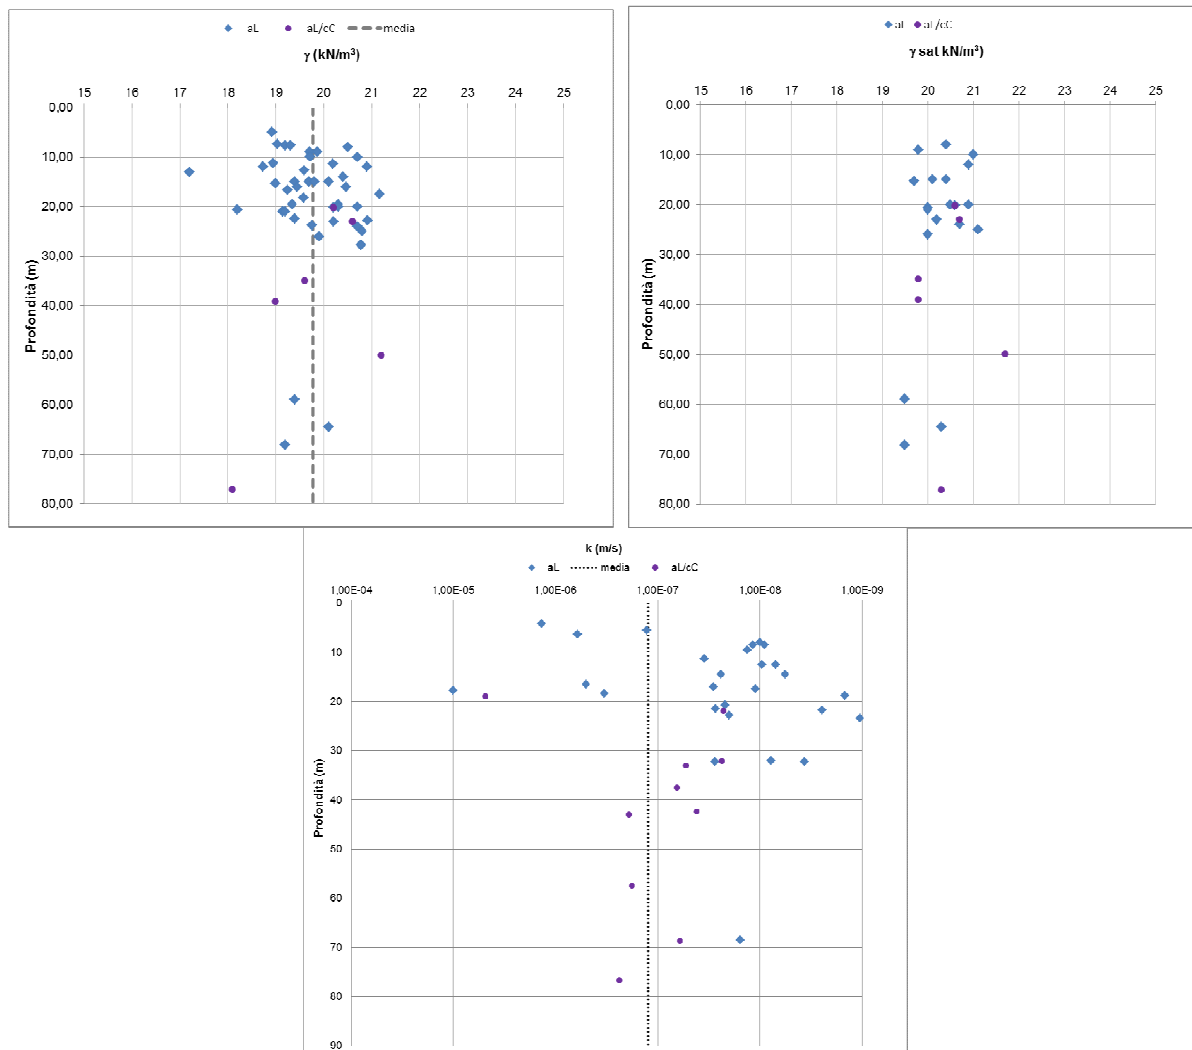 aL aL/cC media
γ (kN/m³)
15 16 17 18 19 20 21 22 23 24 25
0,00
10,00
20,00
30,00
40,00
50,00
60,00
70,00
80,00
Profondità (m)
aL aL/cC
γ sat kN/m³)
15 16 17 18 19 20 21 22 23 24 25
0,00
10,00
20,00
30,00
40,00
50,00
60,00
70,00
80,00
Profondità (m)
k (m/s)
aL media aL/cC
1,00E-04 1,00E-05 1,00E-06 1,00E-07 1,00E-08 1,00E-09
0
10
20
30
40
50
60
70
80
90
Profondità (m)